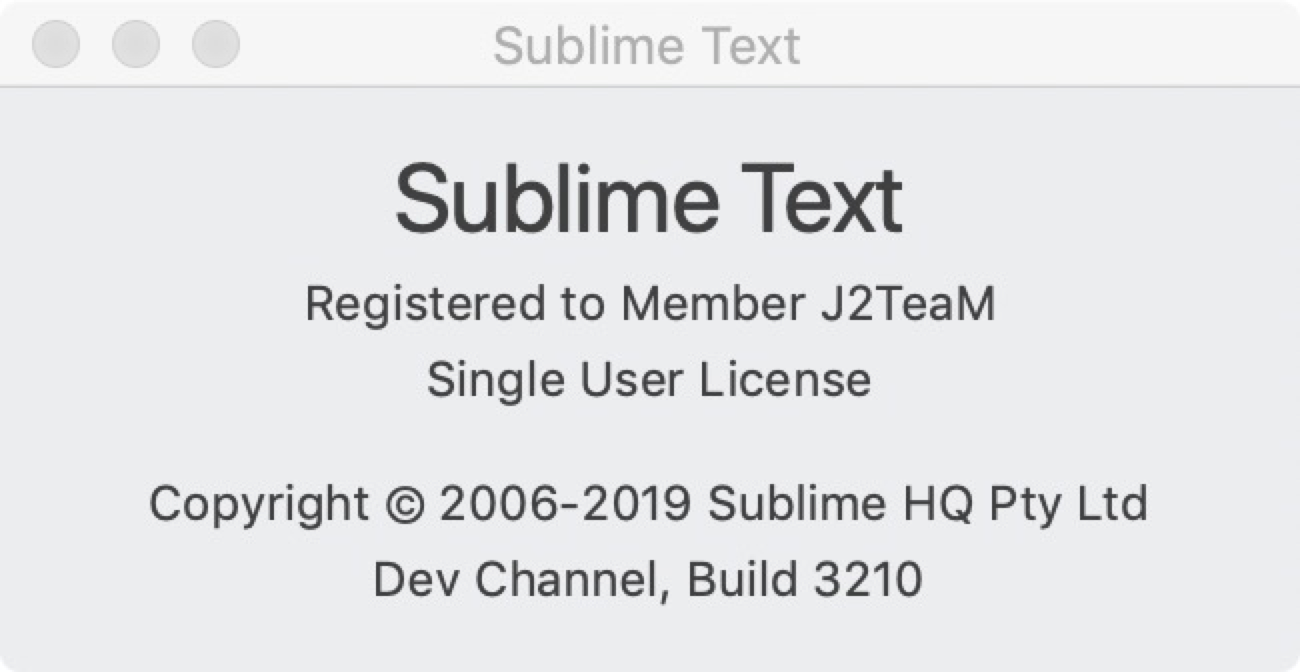 Sublime Text
Sublime Text
Registered to Member J2TeaM
Single User License
Copyright © 2006-2019 Sublime HQ Pty Ltd
Dev Channel, Build 3210